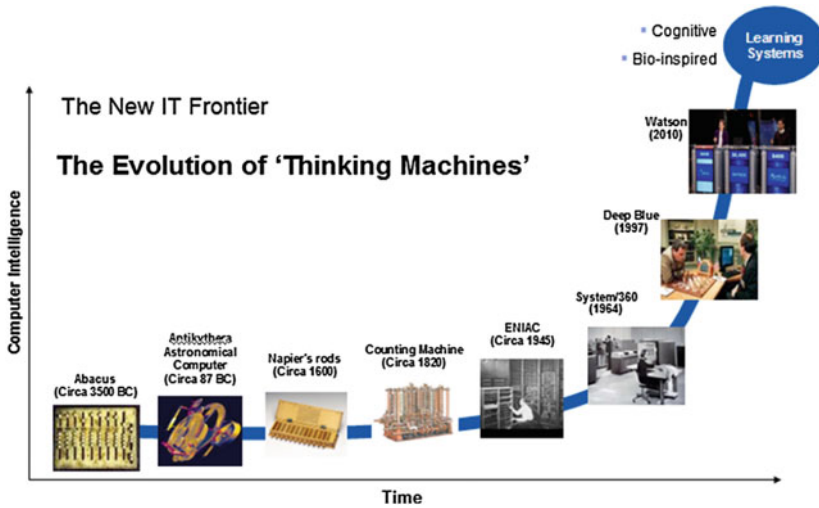 ▪ Cognitive
▪ Bio-inspired
Learning
Systems
The New IT Frontier
The Evolution of ‘Thinking Machines’
Watson
(2010)
Deep Blue
(1997)
System/360
(1964)
ENIAC
(Circa 1945)
Counting Machine
(Circa 1820)
Napier's rods
(Circa 1600)
Antikythera
Astronomical
Computer
(Circa 87 BC)
Abacus
(Circa 3500 BC)
Computer Intelligence
Time